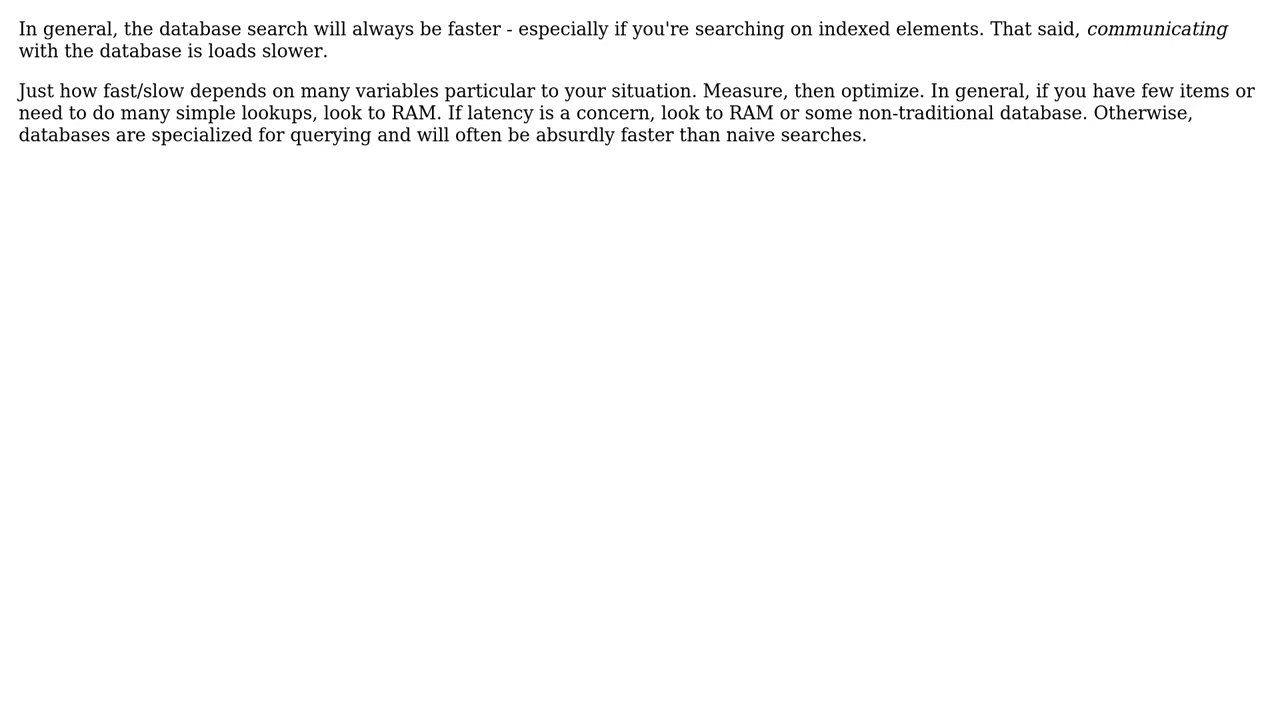 In general, the database search will always be faster - especially if you're searching on indexed elements. That said, communicating
with the database is loads slower.
Just how fast/slow depends on many variables particular to your situation. Measure, then optimize. In general, if you have few items or
need to do many simple lookups, look to RAM. If latency is a concern, look to RAM or some non-traditional database. Otherwise,
databases are specialized for querying and will often be absurdly faster than naive searches.